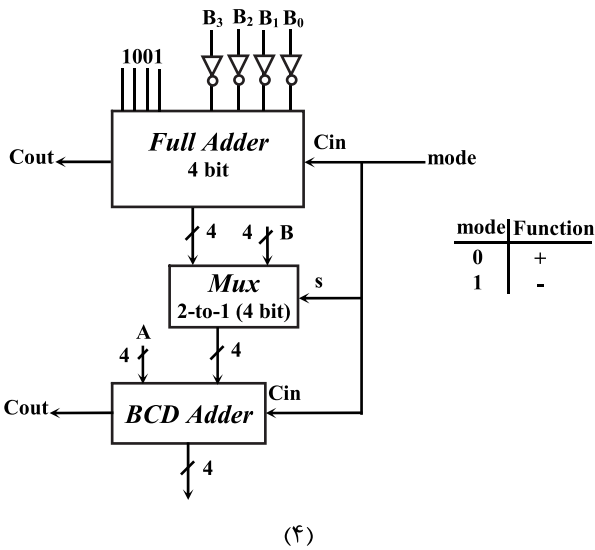 B₃ B₂ B₁ B₀
1001
Full Adder
4 bit
Cin
mode
Cout
4
4
B
mode Function
0 +
1 -
Mux
2-to-1 (4 bit)
s
A
4
4
Cin
Cout
BCD Adder
4
(۴)